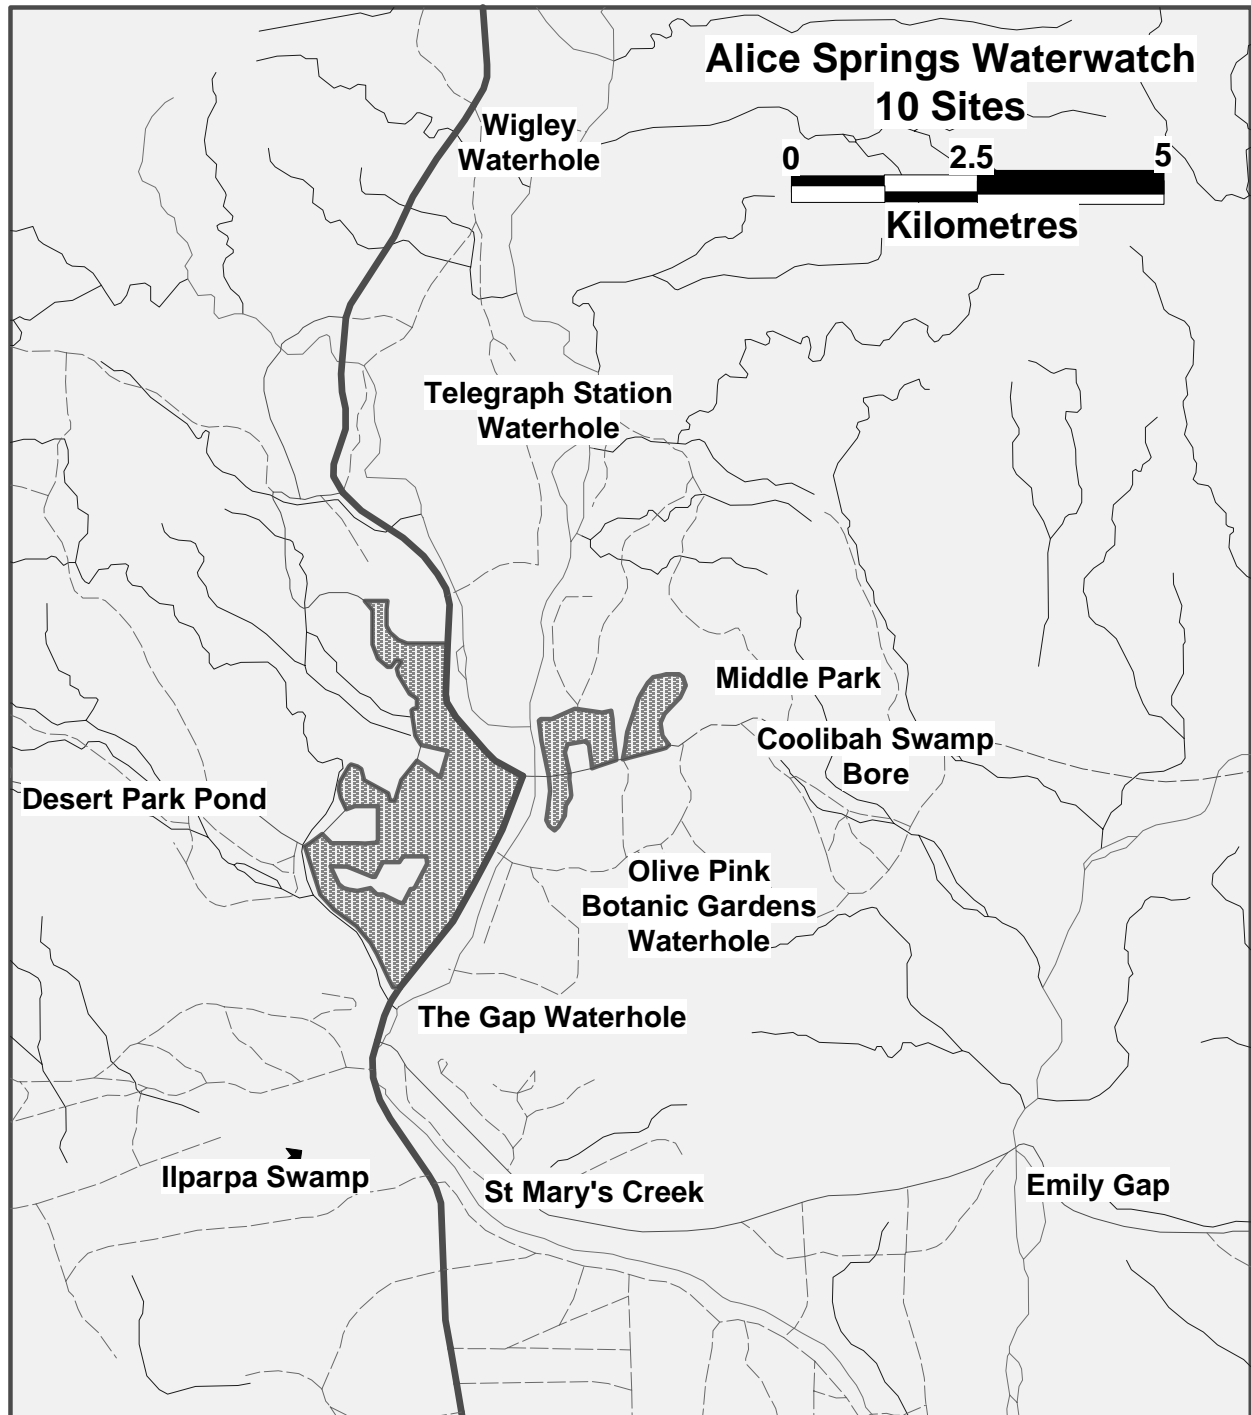 Alice Springs Waterwatch
10 Sites
0 2.5 5
Kilometres
Wigley
Waterhole
Telegraph Station
Waterhole
Middle Park
Coolibah Swamp
Bore
Desert Park Pond
Olive Pink
Botanic Gardens
Waterhole
The Gap Waterhole
Ilparpa Swamp
St Mary's Creek
Emily Gap